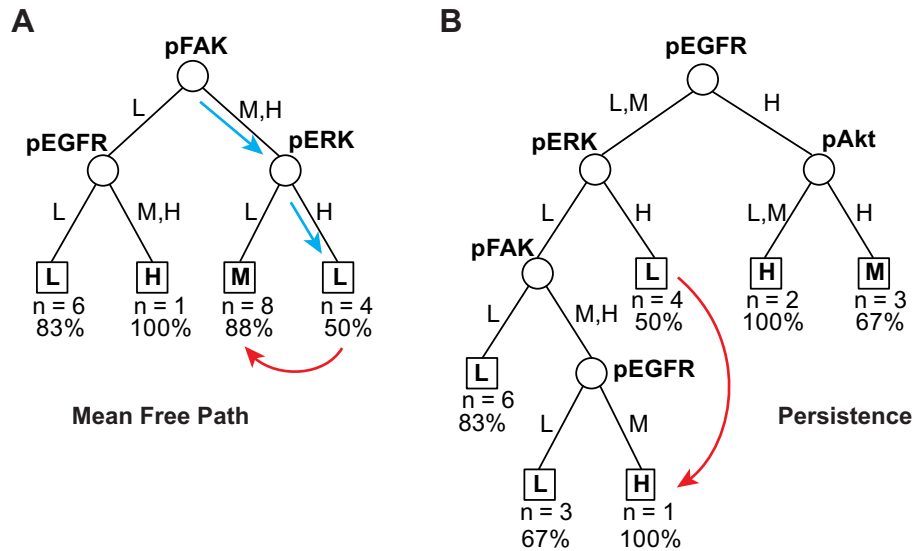 A
pFAK
L
M,H
pEGFR
pERK
L
M,H
L
H
L
H
M
L
n = 6
n = 1
n = 8
n = 4
83%
100%
88%
50%
Mean Free Path
B
pEGFR
L,M
H
pERK
pAkt
L
H
L,M
H
pFAK
L
H
M
n = 4
n = 2
n = 3
50%
100%
67%
L
M,H
L
pEGFR
n = 6
83%
L
M
Persistence
L
H
n = 3
n = 1
67%
100%